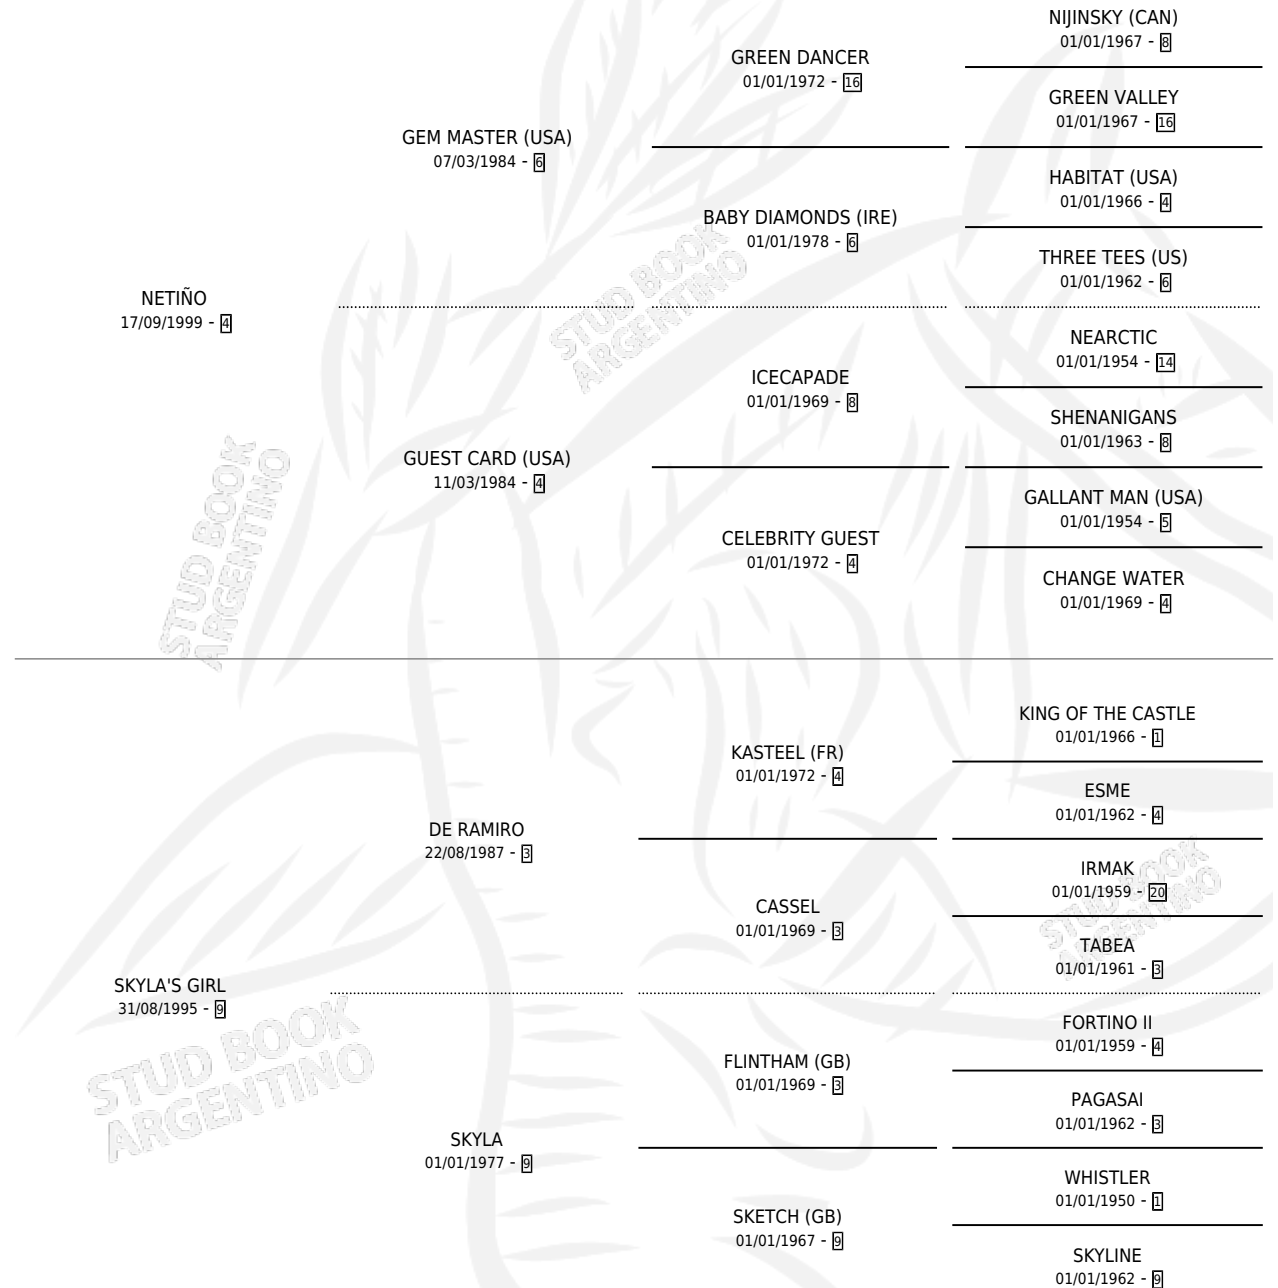 NIJINSKY (CAN)
01/01/1967 - 8
GREEN DANCER
01/01/1972 - 16
GREEN VALLEY
01/01/1967 - 16
GEM MASTER (USA)
07/03/1984 - 6
HABITAT (USA)
01/01/1966 - 4
BABY DIAMONDS (IRE)
01/01/1978 - 6
THREE TEES (US)
01/01/1962 - 6
NETIÑO
17/09/1999 - 4
NEARCTIC
01/01/1954 - 14
ICECAPADE
01/01/1969 - 8
SHENANIGANS
01/01/1963 - 8
GUEST CARD (USA)
11/03/1984 - 4
GALLANT MAN (USA)
01/01/1954 - 5
CELEBRITY GUEST
01/01/1972 - 4
CHANGE WATER
01/01/1969 - 4
STUD BOOK
ARGENTINO
STUD BOOK
ARGENTINO
KING OF THE CASTLE
01/01/1966 - 1
KASTEEL (FR)
01/01/1972 - 4
ESME
01/01/1962 - 4
DE RAMIRO
22/08/1987 - 3
IRMAK
01/01/1959 - 20
CASSEL
01/01/1969 - 3
TABEA
01/01/1961 - 3
SKYLA'S GIRL
31/08/1995 - 9
FORTINO II
01/01/1959 - 4
FLINTHAM (GB)
01/01/1969 - 3
PAGASAI
01/01/1962 - 3
SKYLA
01/01/1977 - 9
WHISTLER
01/01/1950 - 1
SKETCH (GB)
01/01/1967 - 9
SKYLINE
01/01/1962 - 9
STUD BOOK
ARGENTINO
STUD BOOK
ARGENTINO